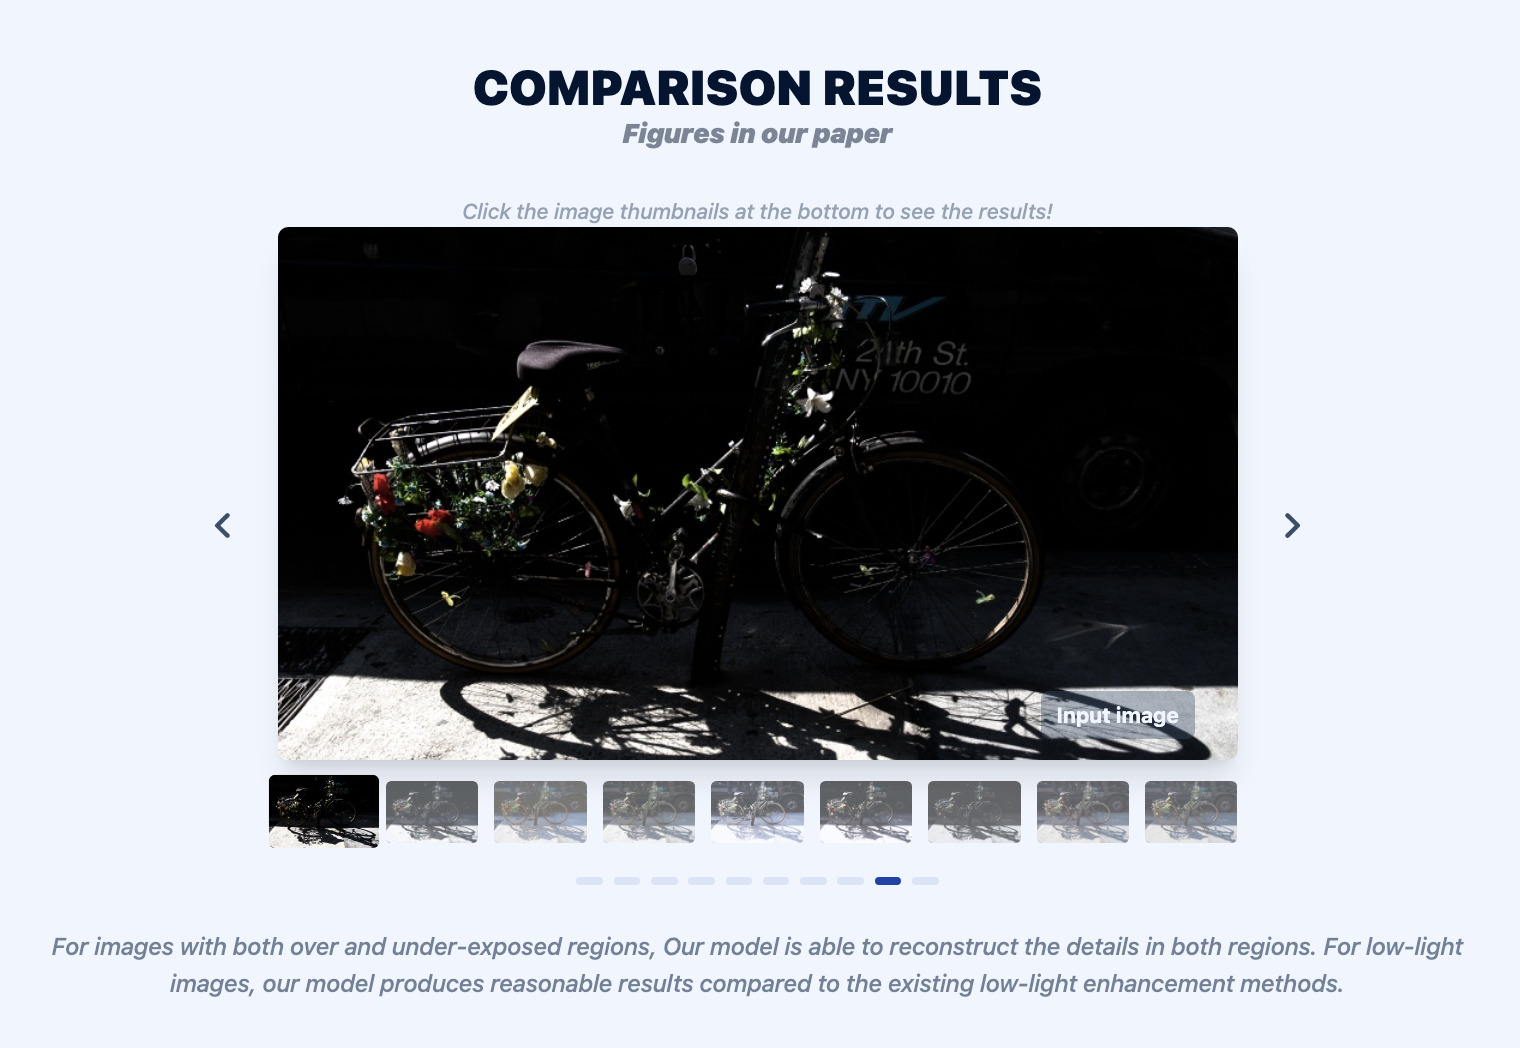 COMPARISON RESULTS
Figures in our paper
Click the image thumbnails at the bottom to see the results!
24th St.
NY 10010
Input image
For images with both over and under-exposed regions, Our model is able to reconstruct the details in both regions. For low-light
images, our model produces reasonable results compared to the existing low-light enhancement methods.